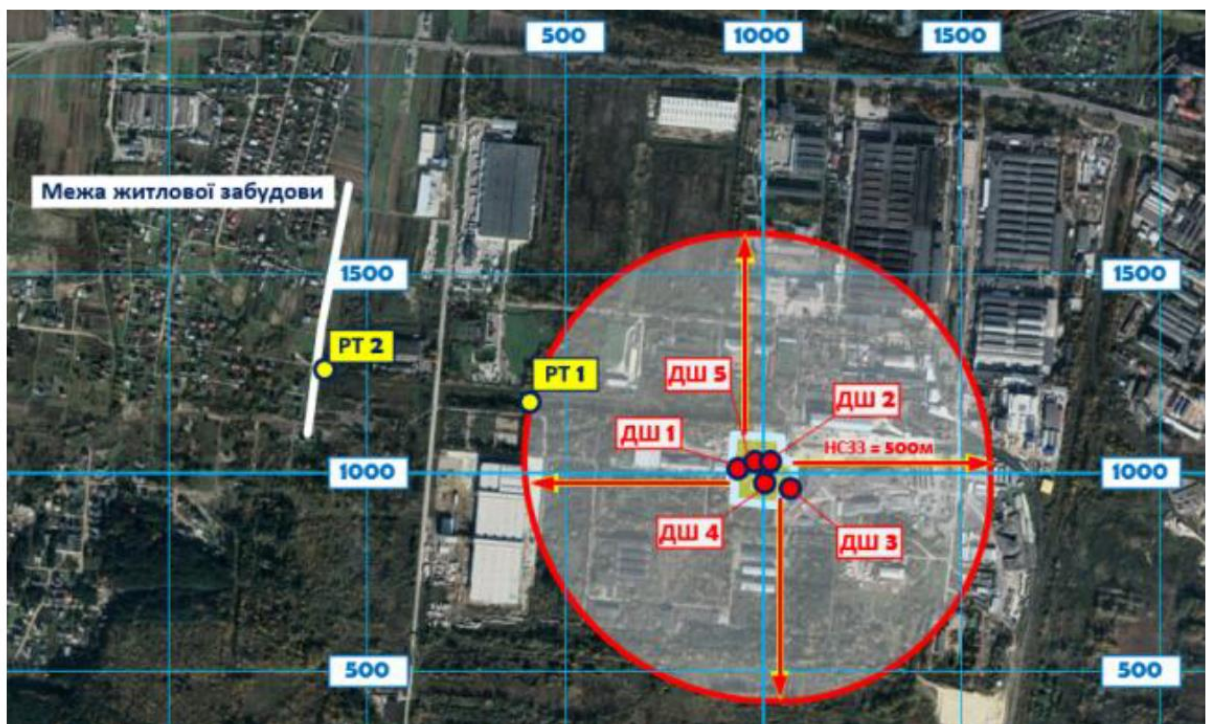 500
1000
1500
Межа житлової забудови
1500
1500
РТ 2
РТ 1
ДШ 5
ДШ 2
ДШ 1
НСЗЗ = 500м
1000
1000
ДШ 4
ДШ 3
500
500